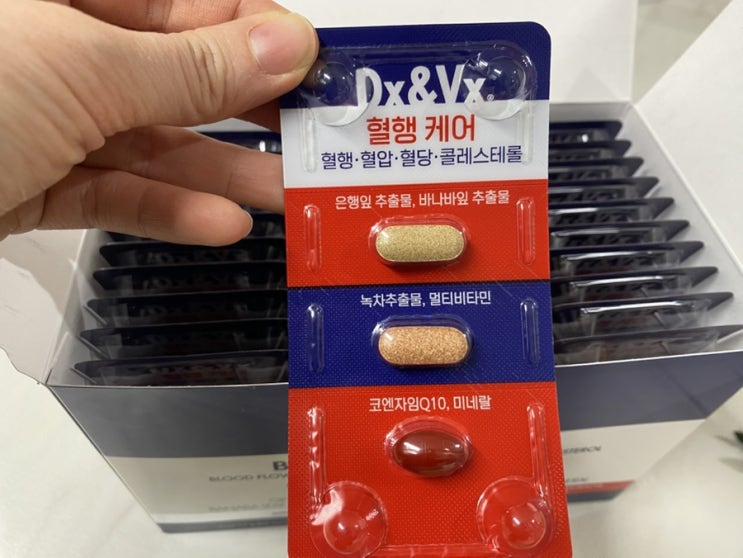 Dx&Vx®
혈행 케어
혈행·혈압·혈당·콜레스테롤
은행잎 추출물, 바나바잎 추출물
녹차추출물, 멀티비타민
코엔자임Q10, 미네랄
BLOOD FLOW